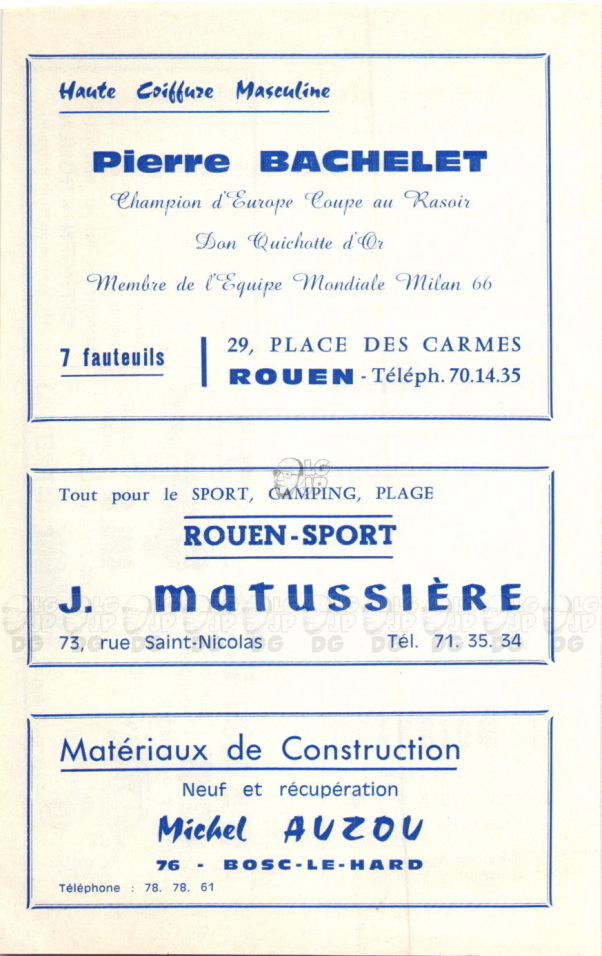 Haute Coiffure Masculine
Pierre BACHELET
Champion d'Europe Coupe au Rasoir
Don Quichotte d'Or
Membre de l'Equipe Mondiale Milan 66
7 fauteuils
29, PLACE DES CARMES
ROUEN - Téléph. 70.14.35
Tout pour le SPORT, CAMPING, PLAGE
ROUEN-SPORT
J. MATUSSIÈRE
73, rue Saint-Nicolas Tél. 71. 35. 34
Matériaux de Construction
Neuf et récupération
Michel AUZOU
76 - BOSC-LE-HARD
Téléphone : 78. 78. 61